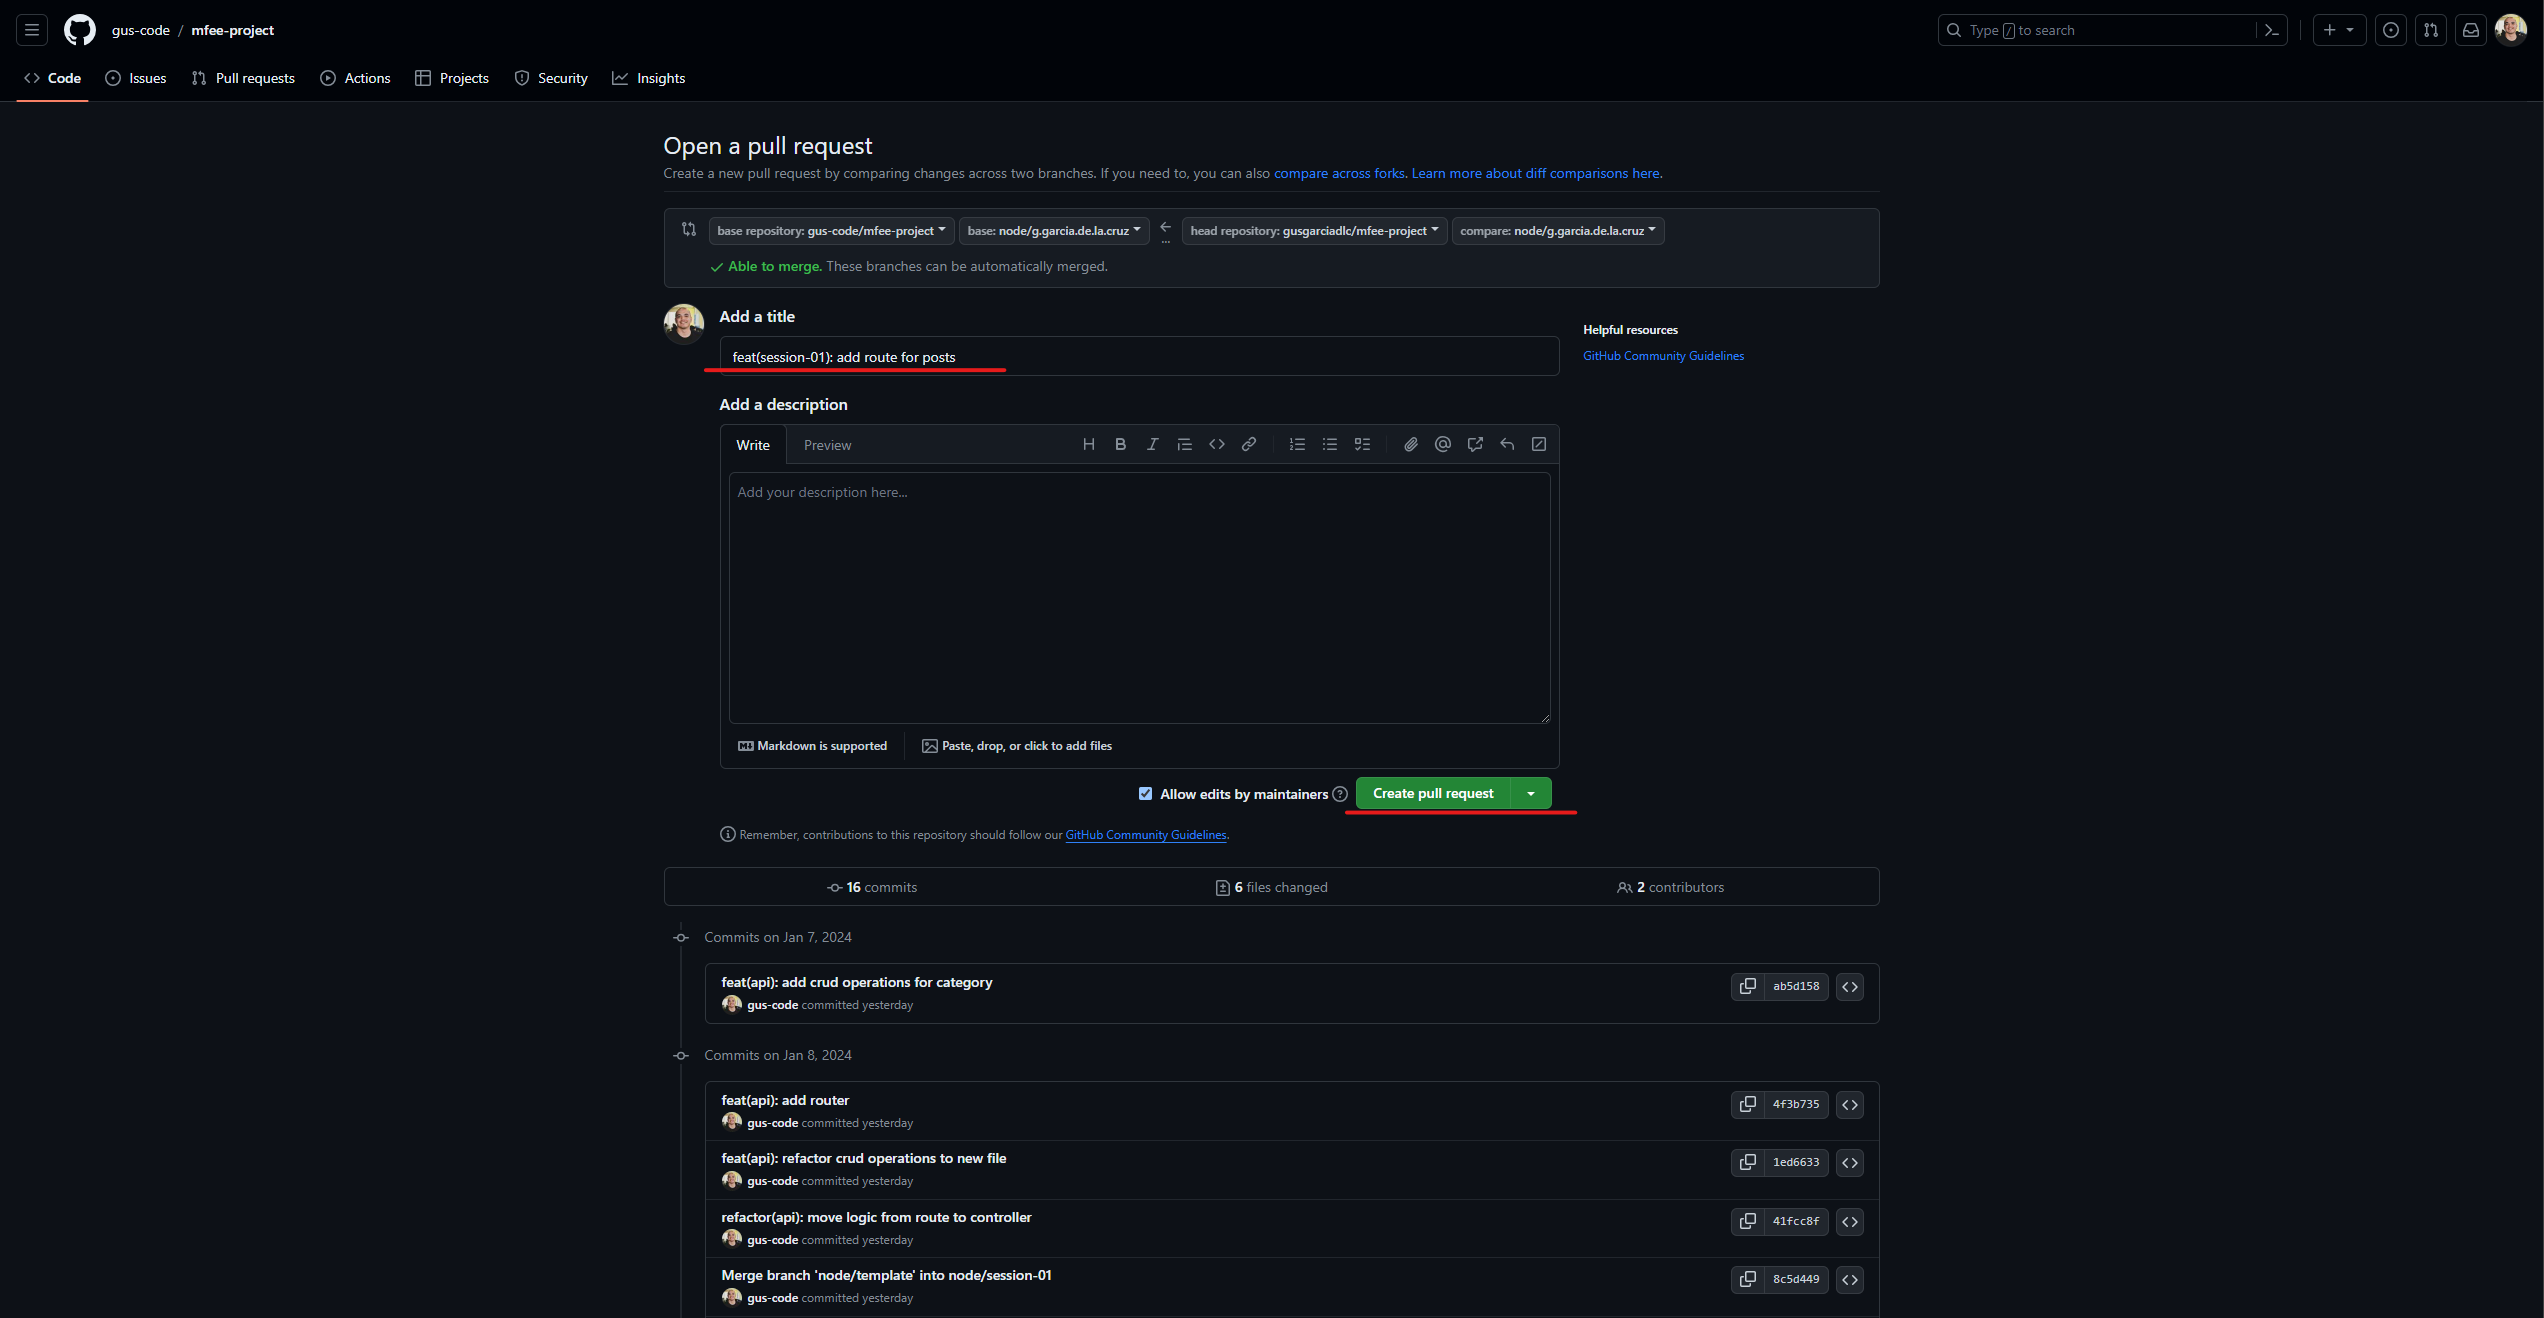 gus-code / mfee-project
Type / to search
Code Issues Pull requests Actions Projects Security Insights
Open a pull request
Create a new pull request by comparing changes across two branches. If you need to, you can also compare across forks. Learn more about diff comparisons here.
base repository: gus-code/mfee-project base: node/g.garcia.de.la.cruz ... head repository: gusgarciadlc/mfee-project compare: node/g.garcia.de.la.cruz
Able to merge. These branches can be automatically merged.
Add a title
feat(session-01): add route for posts
Helpful resources
GitHub Community Guidelines
Add a description
Write Preview
Add your description here...
Markdown is supported Paste, drop, or click to add files
Allow edits by maintainers Create pull request
Remember, contributions to this repository should follow our GitHub Community Guidelines.
16 commits 6 files changed 2 contributors
Commits on Jan 7, 2024
feat(api): add crud operations for category
ab5d158
gus-code committed yesterday
Commits on Jan 8, 2024
feat(api): add router
4f3b735
gus-code committed yesterday
feat(api): refactor crud operations to new file
1ed6633
gus-code committed yesterday
refactor(api): move logic from route to controller
41fcc8f
gus-code committed yesterday
Merge branch 'node/template' into node/session-01
8c5d449
gus-code committed yesterday